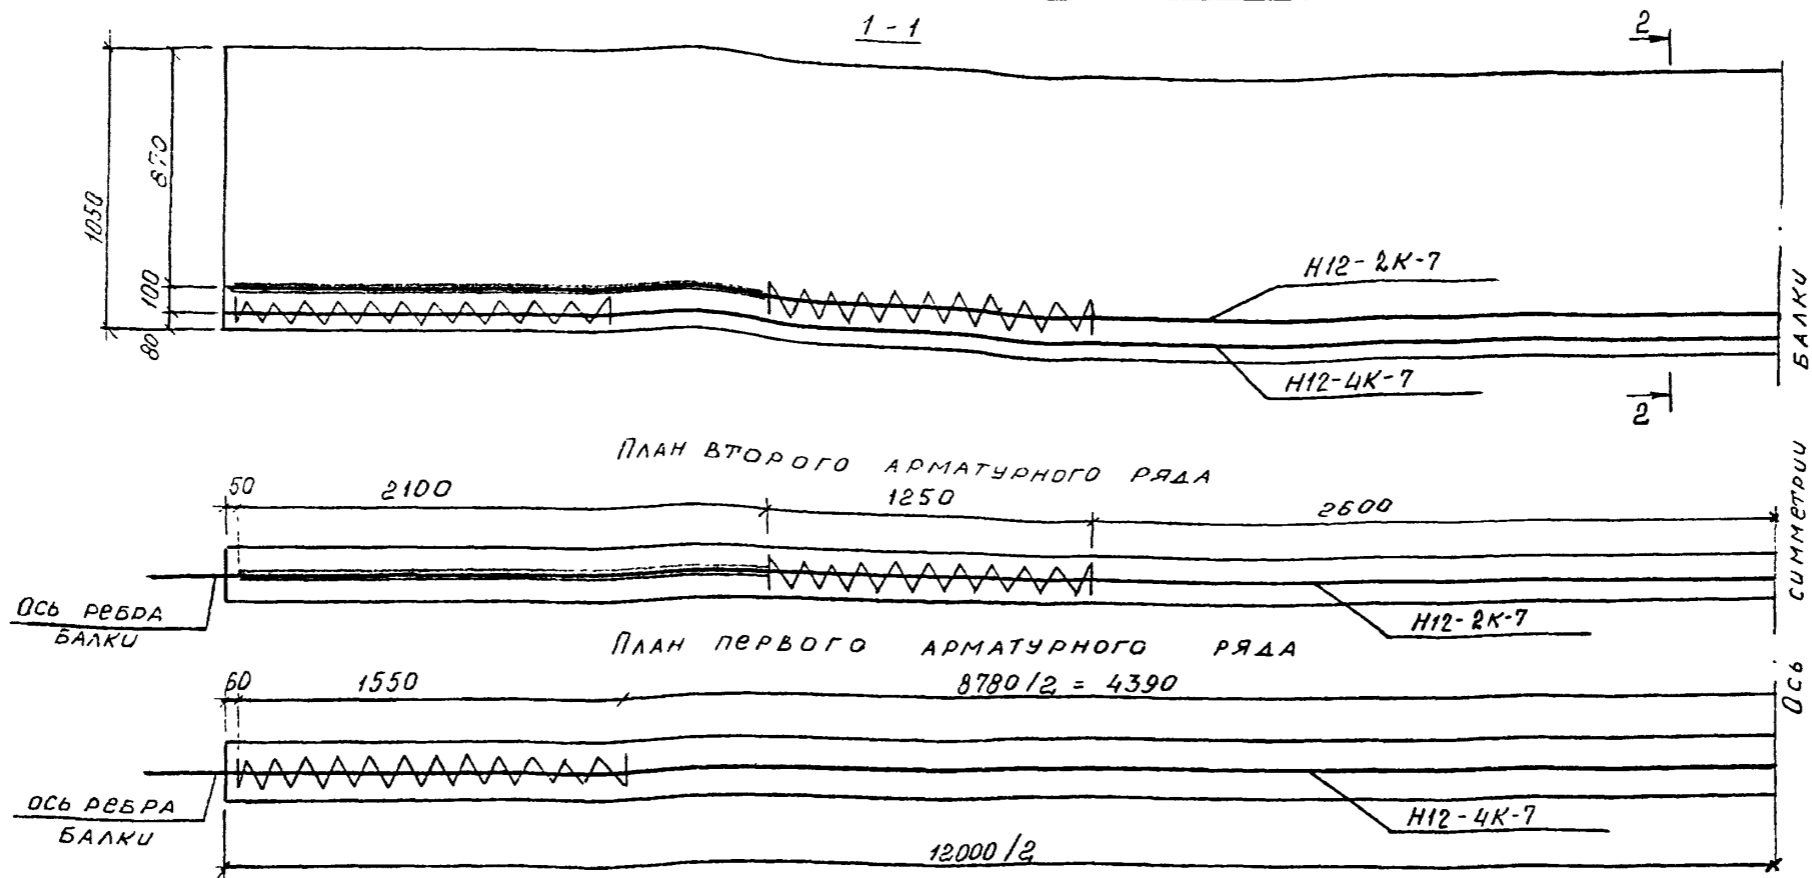 1-1
2
1050
870
100
80
Н12-2К-7
Н12-4К-7
2
План второго арматурного ряда
50
2100
1250
2600
Ось ребра
балки
Н12-2К-7
План первого арматурного ряда
60
1550
8780/2 = 4390
Ось ребра
балки
Н12-4К-7
12000/2
Ось симметрии балки